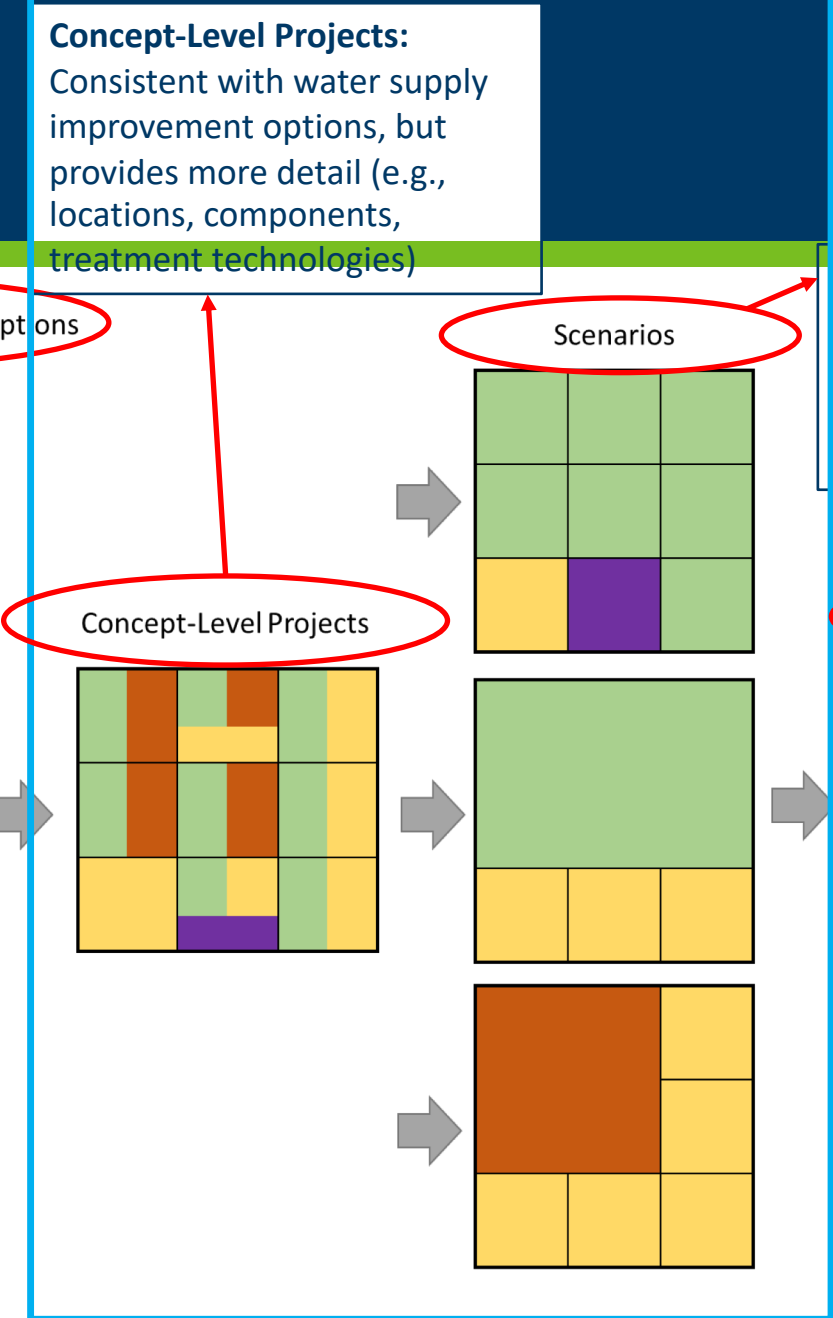 Concept-Level Projects:
Consistent with water supply
improvement options, but
provides more detail (e.g.,
locations, components,
treatment technologies)
ptions
Scenarios
Concept-Level Projects